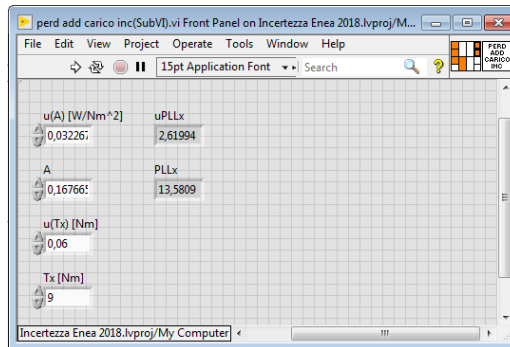 perd add carico inc(SubVI).vi Front Panel on Incertezza Enea 2018.lvproj/M...
File Edit View Project Operate Tools Window Help
15pt Application Font Search ?
PERD
ADD
CARICO
INC
u(A) [W/Nm^2] uPLLx
0,03226 2,61994
A PLLx
0,16766 13,5809
u(Tx) [Nm]
0,06
Tx [Nm]
9
Incertezza Enea 2018.lvproj/My Computer